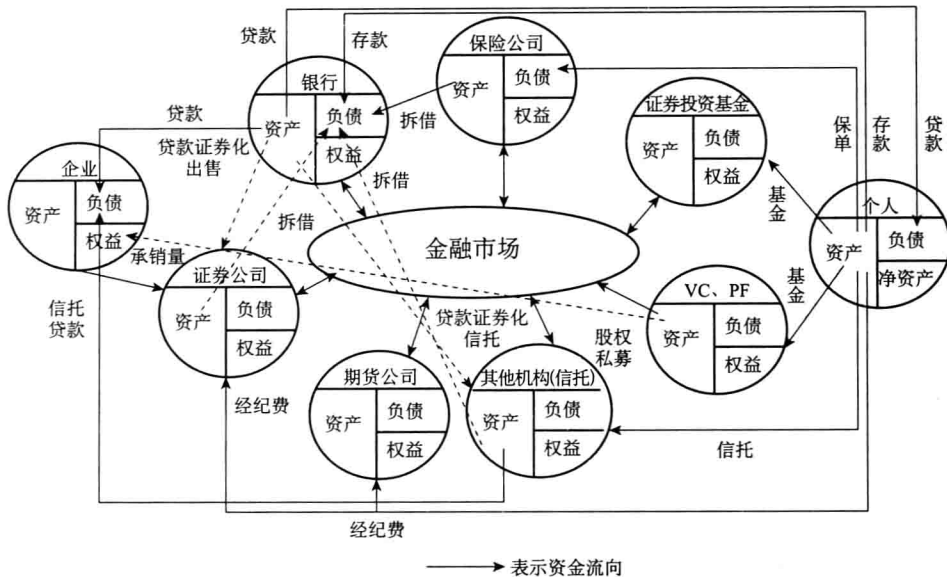 贷款
存款
保险公司
资产
负债
权益
银行
资产
负债
权益
拆借
贷款
贷款证券化
出售
证券投资基金
资产
负债
权益
保单
存款
贷款
企业
资产
负债
权益
拆借
拆借
基金
个人
资产
负债
净资产
金融市场
承销量
证券公司
资产
负债
权益
信托
贷款
贷款证券化
信托
VC、PF
资产
负债
权益
基金
股权
私募
期货公司
资产
负债
权益
其他机构(信托)
资产
负债
权益
经纪费
信托
经纪费
表示资金流向